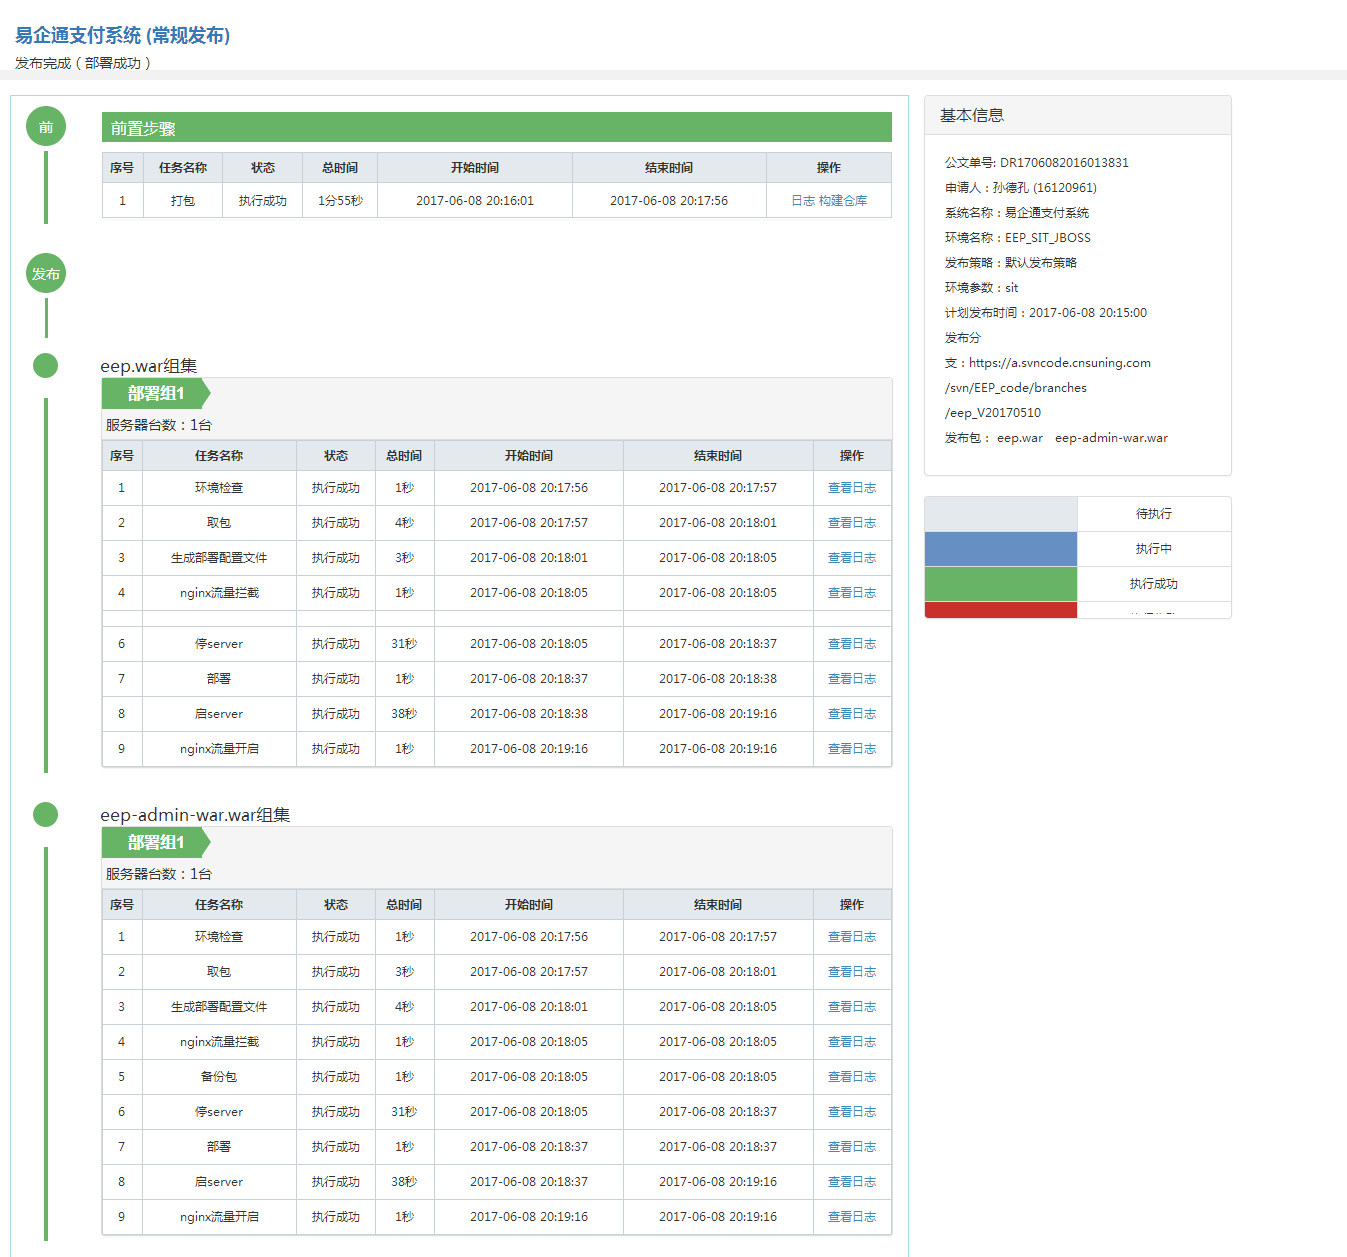 易企通支付系统 (常规发布)
发布完成 ( 部署成功 )
前
前置步骤
序号 任务名称 状态 总时间 开始时间 结束时间 操作
1 打包 执行成功 1分55秒 2017-06-08 20:16:01 2017-06-08 20:17:56 日志 构建仓库
发布
eep.war组集
部署组1
服务器台数：1台
序号 任务名称 状态 总时间 开始时间 结束时间 操作
1 环境检查 执行成功 1秒 2017-06-08 20:17:56 2017-06-08 20:17:57 查看日志
2 取包 执行成功 4秒 2017-06-08 20:17:57 2017-06-08 20:18:01 查看日志
3 生成部署配置文件 执行成功 3秒 2017-06-08 20:18:01 2017-06-08 20:18:05 查看日志
4 nginx流量拦截 执行成功 1秒 2017-06-08 20:18:05 2017-06-08 20:18:05 查看日志
6 停server 执行成功 31秒 2017-06-08 20:18:05 2017-06-08 20:18:37 查看日志
7 部署 执行成功 1秒 2017-06-08 20:18:37 2017-06-08 20:18:38 查看日志
8 启server 执行成功 38秒 2017-06-08 20:18:38 2017-06-08 20:19:16 查看日志
9 nginx流量开启 执行成功 1秒 2017-06-08 20:19:16 2017-06-08 20:19:16 查看日志
eep-admin-war.war组集
部署组1
服务器台数：1台
序号 任务名称 状态 总时间 开始时间 结束时间 操作
1 环境检查 执行成功 1秒 2017-06-08 20:17:56 2017-06-08 20:17:57 查看日志
2 取包 执行成功 3秒 2017-06-08 20:17:57 2017-06-08 20:18:01 查看日志
3 生成部署配置文件 执行成功 4秒 2017-06-08 20:18:01 2017-06-08 20:18:05 查看日志
4 nginx流量拦截 执行成功 1秒 2017-06-08 20:18:05 2017-06-08 20:18:05 查看日志
5 备份包 执行成功 1秒 2017-06-08 20:18:05 2017-06-08 20:18:05 查看日志
6 停server 执行成功 31秒 2017-06-08 20:18:05 2017-06-08 20:18:37 查看日志
7 部署 执行成功 1秒 2017-06-08 20:18:37 2017-06-08 20:18:37 查看日志
8 启server 执行成功 38秒 2017-06-08 20:18:37 2017-06-08 20:19:16 查看日志
9 nginx流量开启 执行成功 1秒 2017-06-08 20:19:16 2017-06-08 20:19:16 查看日志
基本信息
公文单号: DR1706082016013831
申请人：孙德孔 (16120961)
系统名称：易企通支付系统
环境名称：EEP_SIT_JBOSS
发布策略：默认发布策略
环境参数：sit
计划发布时间：2017-06-08 20:15:00
发布分
支：https://a.svncode.cnsuning.com
/svn/EEP_code/branches
/eep_V20170510
发布包： eep.war eep-admin-war.war
待执行
执行中
执行成功